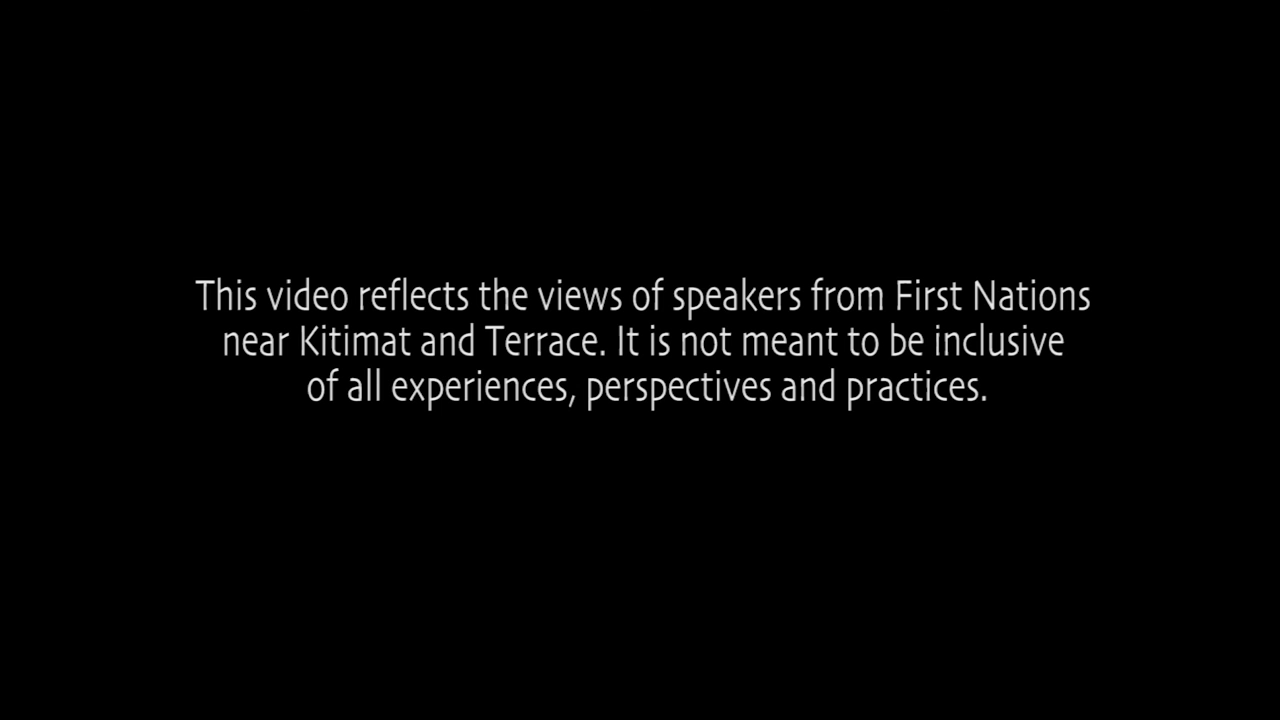 This video reflects the views of speakers from First Nations
near Kitimat and Terrace. It is not meant to be inclusive
of all experiences, perspectives and practices.